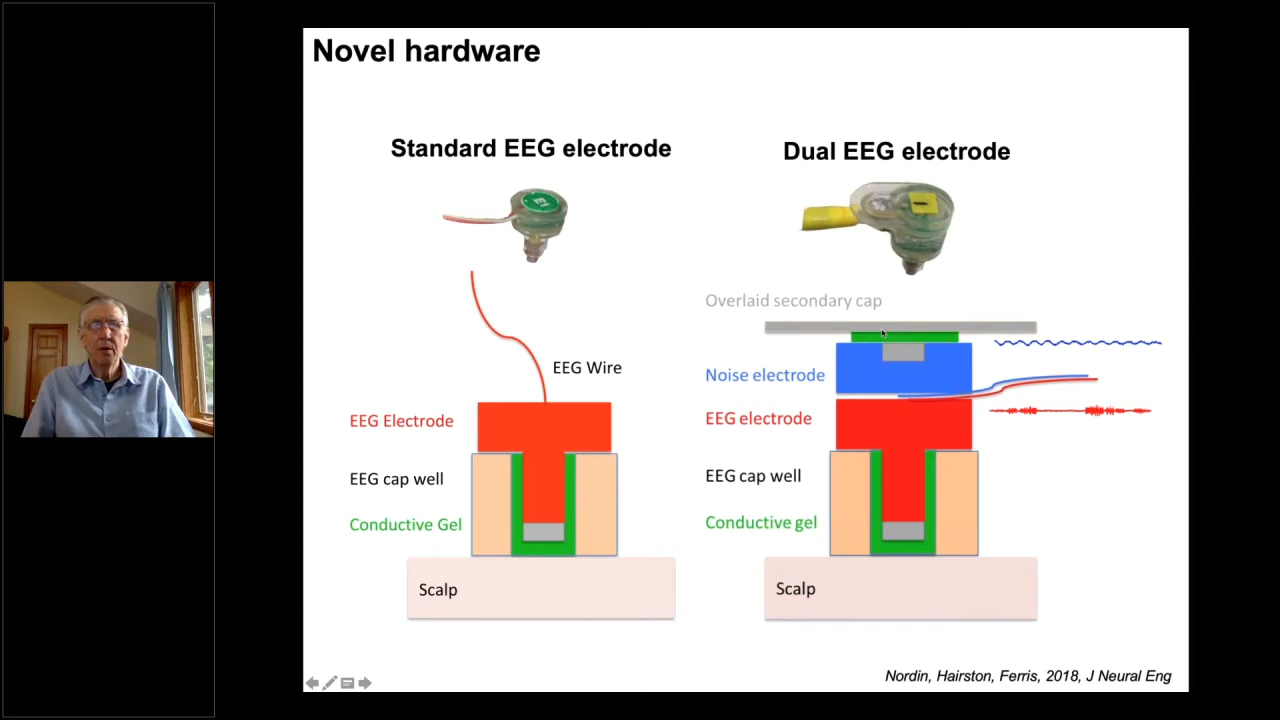 Novel hardware
Standard EEG electrode
Dual EEG electrode
E1
EEG Wire
EEG Electrode
EEG cap well
Conductive Gel
Scalp
Overlaid secondary cap
Noise electrode
EEG electrode
EEG cap well
Conductive gel
Scalp
Nordin, Hairston, Ferris, 2018, J Neural Eng